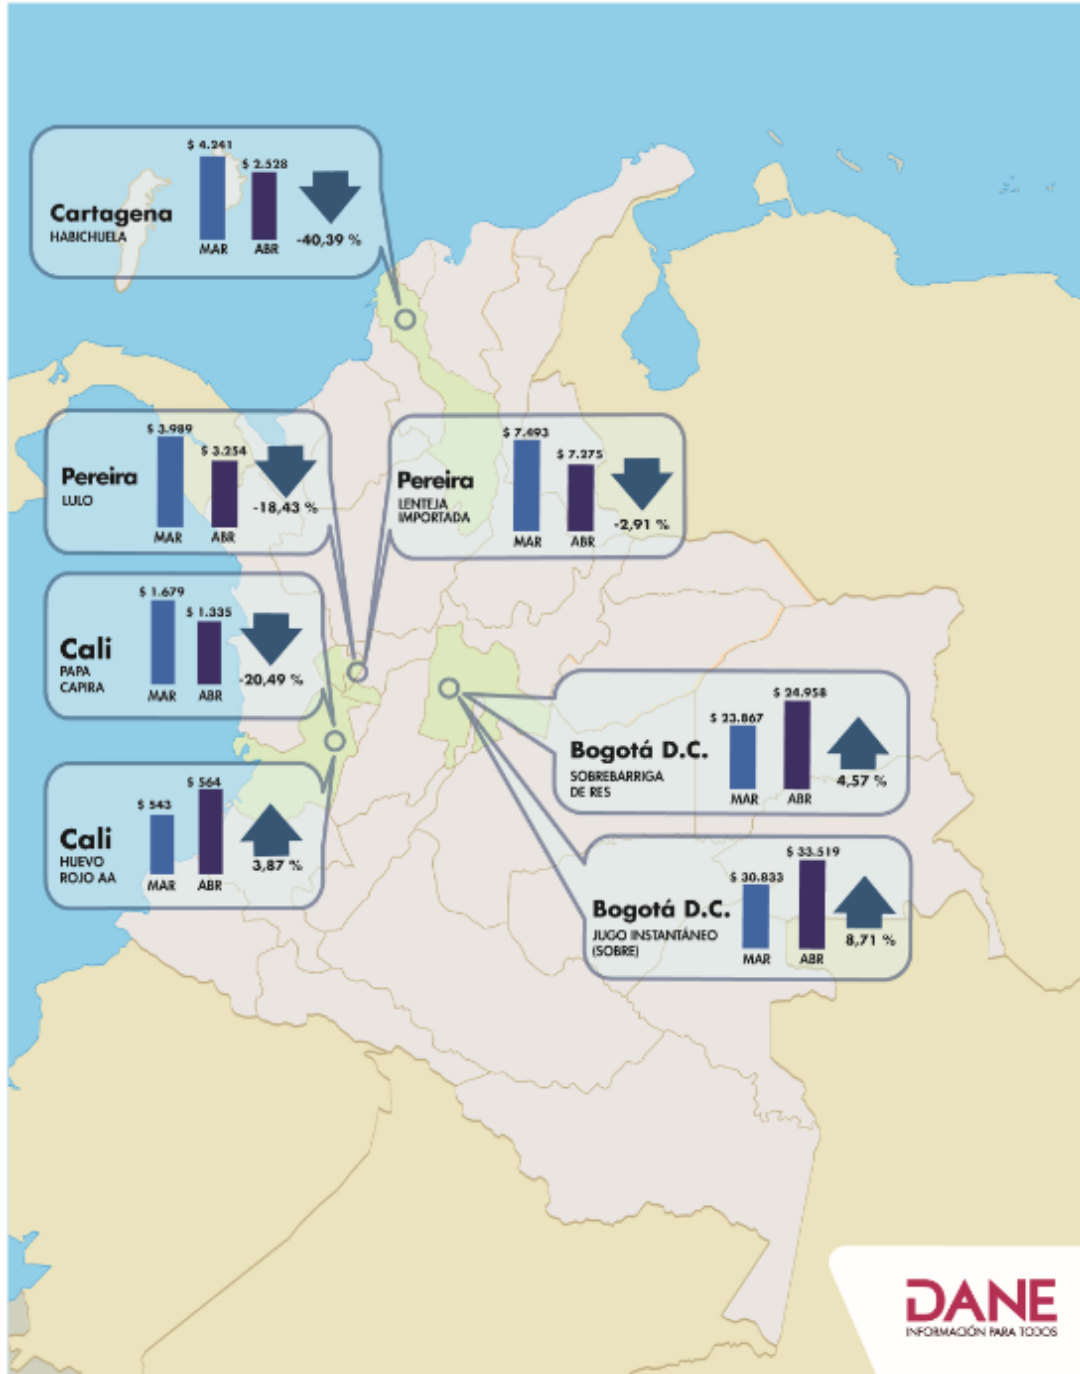 $ 4.241
$ 2.528
Cartagena
HABICHUELA
-40,39 %
MAR
ABR
$ 3.989
$ 3.254
Pereira
LULO
-18,43 %
MAR
ABR
$ 7.493
$ 7.275
Pereira
LENTEJA
IMPORTADA
-2,91 %
MAR
ABR
$ 1.679
$ 1.335
Cali
PAPA
CAPIRA
-20,49 %
MAR
ABR
$ 24.958
$ 23.867
Bogotá D.C.
SOBREBARRIGA
DE RES
4,57 %
MAR
ABR
$ 564
$ 543
Cali
HUEVO
ROJO AA
3,87 %
MAR
ABR
$ 33.519
$ 30.833
Bogotá D.C.
JUGO INSTANTÁNEO
(SOBRE)
8,71 %
MAR
ABR
DANE
INFORMACIÓN PARA TODOS